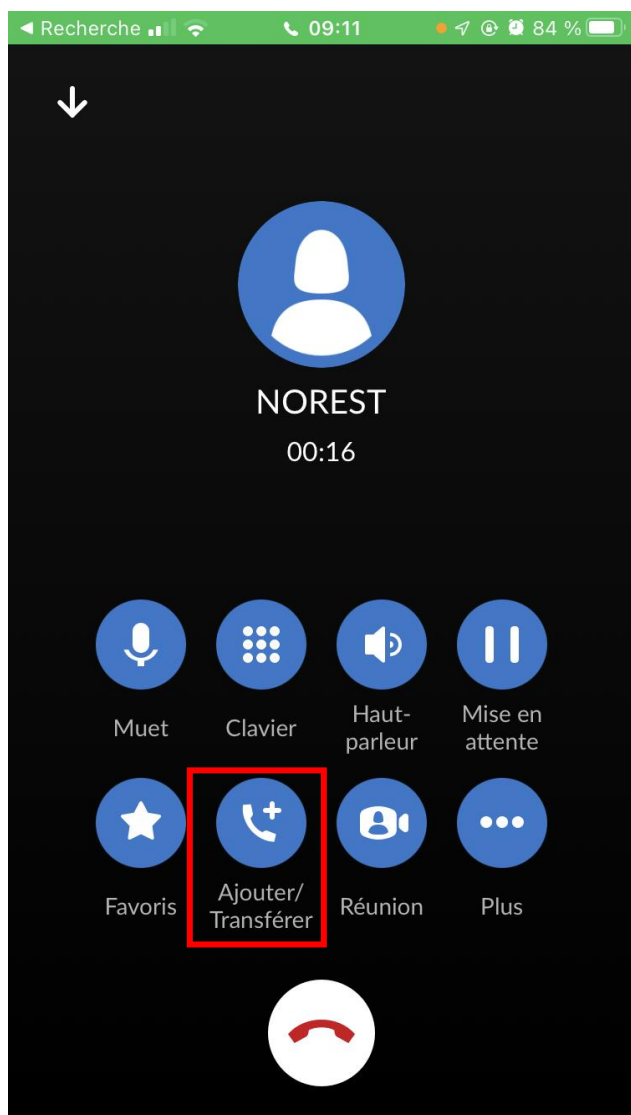 Recherche 09:11 84 %
NOREST
00:16
Muet Clavier Haut-parleur Mise en attente
Favoris Ajouter/Transférer Réunion Plus